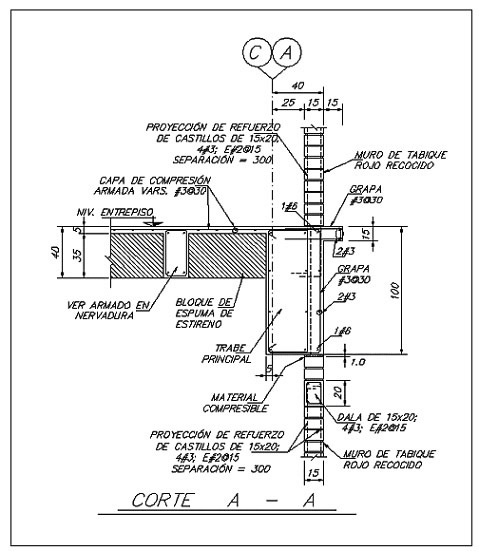 C A
40
25 15 15
PROYECCIÓN DE REFUERZO
DE CASTILLOS DE 15x20;
4#3; E#2@15
SEPARACIÓN = 300
MURO DE TABIQUE
ROJO RECOCIDO
CAPA DE COMPRESIÓN
ARMADA VARS. #3@30
GRAPA
#3@30
1#6
NIV. ENTREPISO
5
15
2#3
40
35
GRAPA
#3@30
100
2#3
VER ARMADO EN
NERVADURA
BLOQUE DE
ESPUMA DE
ESTIRENO
TRABE
PRINCIPAL
1#6
1.0
5
MATERIAL
COMPRESIBLE
20
DALA DE 15x20;
4#3; E#2@15
PROYECCIÓN DE REFUERZO
DE CASTILLOS DE 15x20;
4#3; E#2@15
SEPARACIÓN = 300
MURO DE TABIQUE
ROJO RECOCIDO
15
CORTE A - A